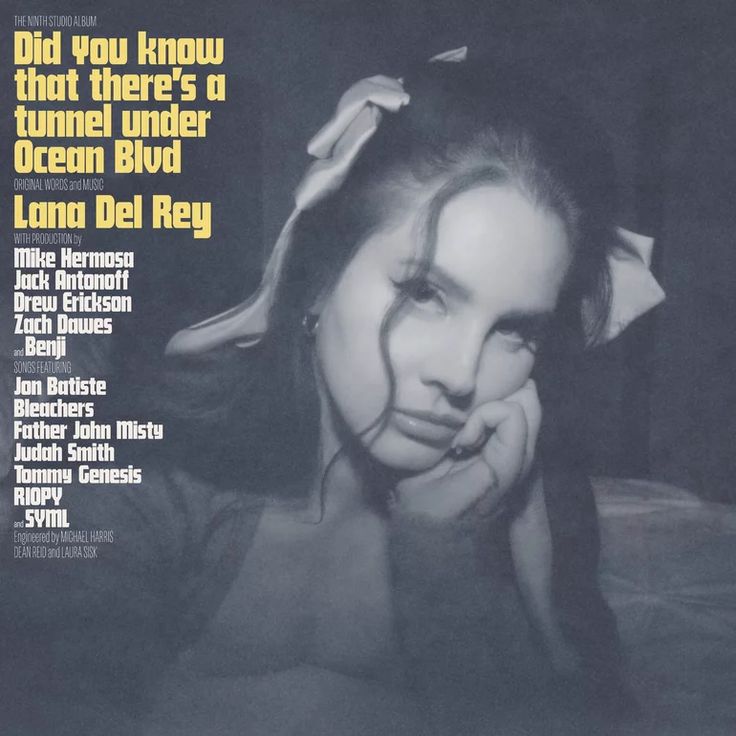 THE NINTH STUDIO ALBUM
Did you know
that there's a
tunnel under
Ocean Blvd
ORIGINAL WORDS and MUSIC
Lana Del Rey
WITH PRODUCTION by
Mike Hermosa
Jack Antonoff
Drew Erickson
Zach Dawes
and Benji
SONGS FEATURING
Jon Batiste
Bleachers
Father John Misty
Judah Smith
Tommy Genesis
RIOPY
and SYML
Engineered by MICHAEL HARRIS
DEAN REID and LAURA SISK